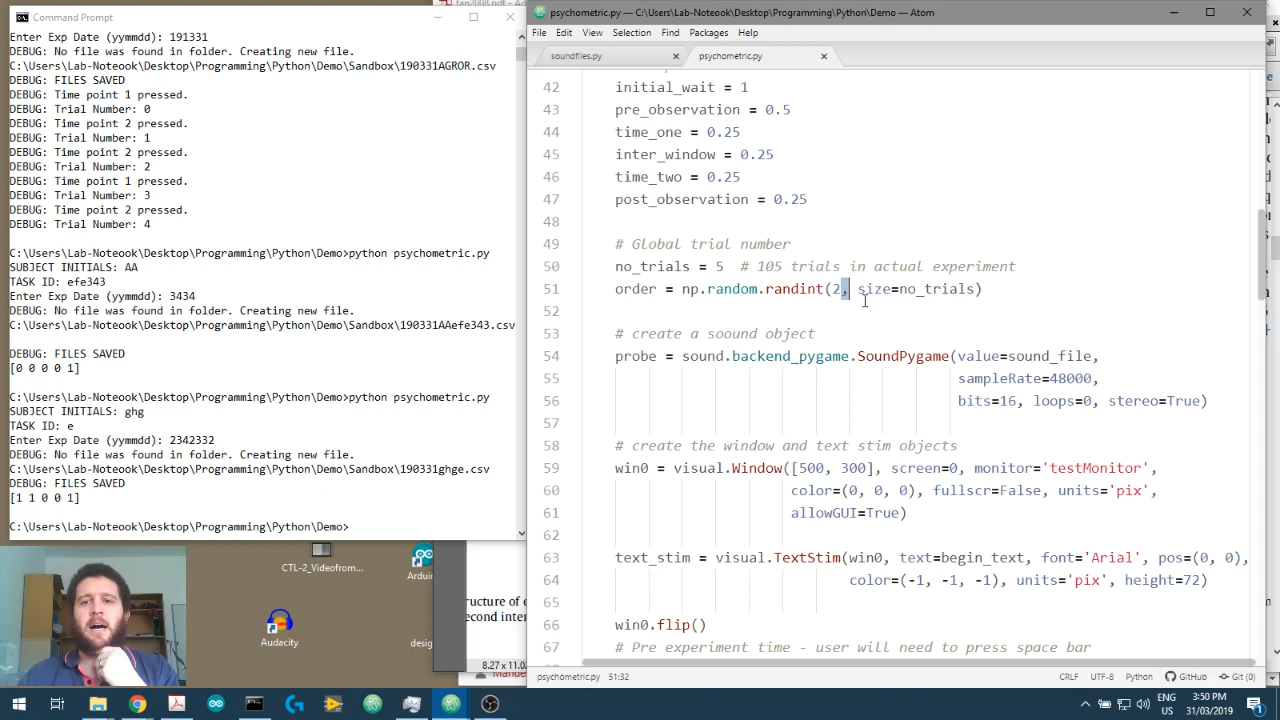 tap2008.pdf
Command Prompt
Enter Exp Date (yymmdd): 191331
DEBUG: No file was found in folder. Creating new file.
C:\Users\Lab-Noteook\Desktop\Programming\Python\Demo\Sandbox\190331AGROR.csv
DEBUG: FILES SAVED
DEBUG: Time point 1 pressed.
DEBUG: Trial Number: 0
DEBUG: Time point 2 pressed.
DEBUG: Trial Number: 1
DEBUG: Time point 2 pressed.
DEBUG: Trial Number: 2
DEBUG: Time point 1 pressed.
DEBUG: Trial Number: 3
DEBUG: Time point 2 pressed.
DEBUG: Trial Number: 4
C:\Users\Lab-Noteook\Desktop\Programming\Python\Demo>python psychometric.py
SUBJECT INITIALS: AA
TASK ID: efe343
Enter Exp Date (yymmdd): 3434
DEBUG: No file was found in folder. Creating new file.
C:\Users\Lab-Noteook\Desktop\Programming\Python\Demo\Sandbox\190331AAefe343.csv
DEBUG: FILES SAVED
[0 0 0 0 1]
C:\Users\Lab-Noteook\Desktop\Programming\Python\Demo>python psychometric.py
SUBJECT INITIALS: ghg
TASK ID: e
Enter Exp Date (yymmdd): 2342332
DEBUG: No file was found in folder. Creating new file.
C:\Users\Lab-Noteook\Desktop\Programming\Python\Demo\Sandbox\190331ghge.csv
DEBUG: FILES SAVED
[1 1 0 0 1]
C:\Users\Lab-Noteook\Desktop\Programming\Python\Demo>
CTL-2_Videofrom...
Arduin
Audacity
desig
ructure of e
econd inter
8.27 x 11.0
Manue
psychometric.py — C:\Users\Lab-Noteook\Desktop\Programming\Python\Demo — Atom
File Edit View Selection Find Packages Help
soundfiles.py
psychometric.py
42 initial_wait = 1
43 pre_observation = 0.5
44 time_one = 0.25
45 inter_window = 0.25
46 time_two = 0.25
47 post_observation = 0.25
48
49 # Global trial number
50 no_trials = 5 # 105 trials in actual experiment
51 order = np.random.randint(2, size=no_trials)
52
53 # create a soound object
54 probe = sound.backend_pygame.SoundPygame(value=sound_file,
55 sampleRate=48000,
56 bits=16, loops=0, stereo=True)
57
58 # create the window and text stim objects
59 win0 = visual.Window([500, 300], screen=0, monitor='testMonitor',
60 color=(0, 0, 0), fullscr=False, units='pix',
61 allowGUI=True)
62
63 text_stim = visual.TextStim(win0, text=begin_text, font='Arial', pos=(0, 0),
64 color=(-1, -1, -1), units='pix', height=72)
65
66 win0.flip()
67 # Pre experiment time - user will need to press space bar
psychometric.py 51:32
CRLF UTF-8 Python
Git (0)
ENG
US
3:50 PM
31/03/2019